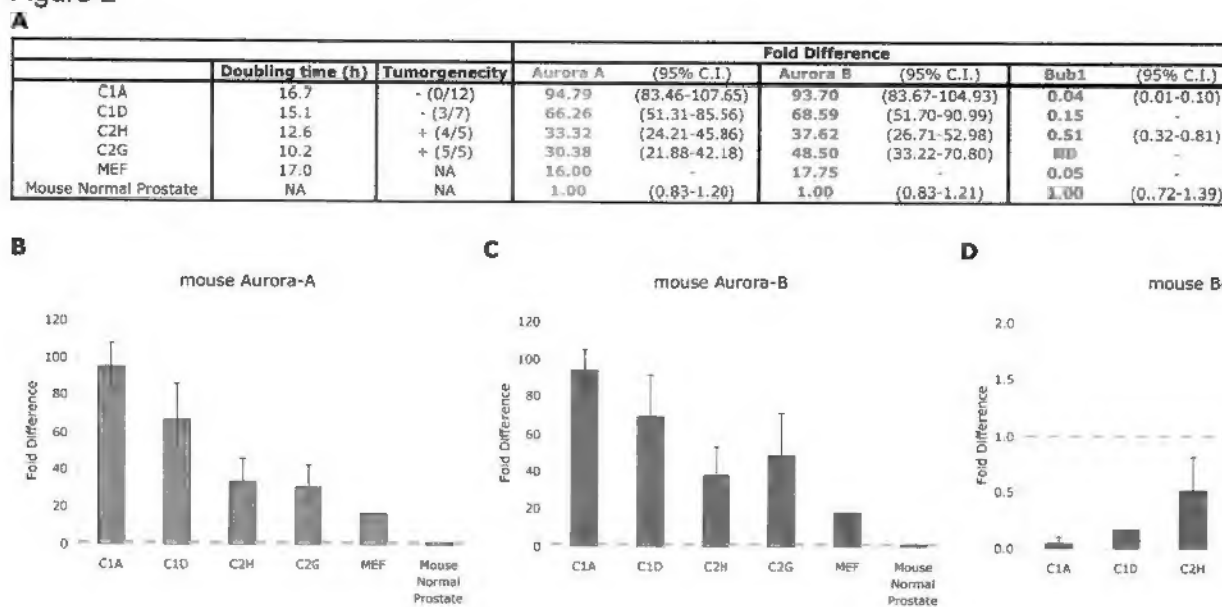 A
Fold Difference
Doubling time (h) Tumorgenecity Aurora A (95% C.I.) Aurora B (95% C.I.) Bub1 (95% C.I.)
C1A 16.7 - (0/12) 94.79 (83.46-107.65) 93.70 (83.67-104.93) 0.04 (0.01-0.10)
C1D 15.1 - (3/7) 66.26 (51.31-85.56) 68.59 (51.70-90.99) 0.15 -
C2H 12.6 + (4/5) 33.32 (24.21-45.86) 37.62 (26.71-52.98) 0.51 (0.32-0.81)
C2G 10.2 + (5/5) 30.38 (21.88-42.18) 48.50 (33.22-70.80) ND -
MEF 17.0 NA 16.00 - 17.75 - 0.05 -
Mouse Normal Prostate NA NA 1.00 (0.83-1.20) 1.00 (0.83-1.21) 1.00 (0..72-1.39)
B
mouse Aurora-A
Fold Difference
120
100
80
60
40
20
0
C1A C1D C2H C2G MEF Mouse
Normal
Prostate
C
mouse Aurora-B
Fold Difference
120
100
80
60
40
20
0
C1A C1D C2H C2G MEF Mouse
Normal
Prostate
D
mouse B
Fold Difference
2.0
1.5
1.0
0.5
0.0
C1A C1D C2H